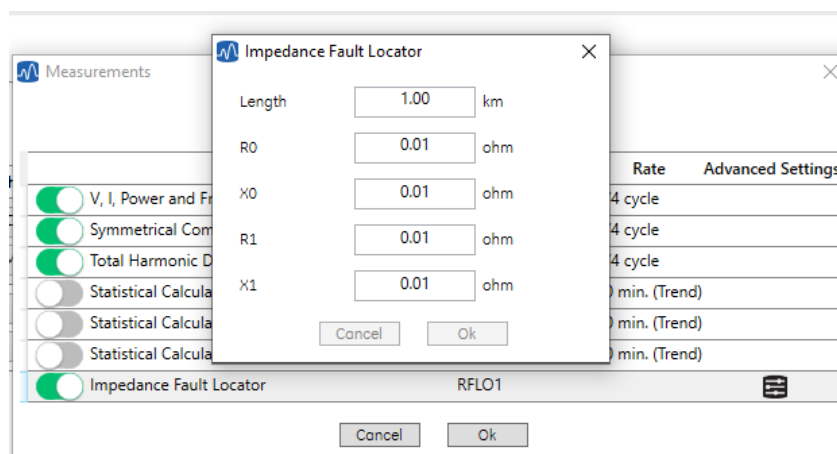 Impedance Fault Locator
Measurements
Length 1.00 km
R0 0.01 ohm
X0 0.01 ohm
R1 0.01 ohm
X1 0.01 ohm
Cancel Ok
Rate Advanced Settings
V, I, Power and Fr 4 cycle
Symmetrical Com 4 cycle
Total Harmonic D 4 cycle
Statistical Calcula 0 min. (Trend)
Statistical Calcula 0 min. (Trend)
Statistical Calcula 0 min. (Trend)
Impedance Fault Locator RFLO1
Cancel Ok